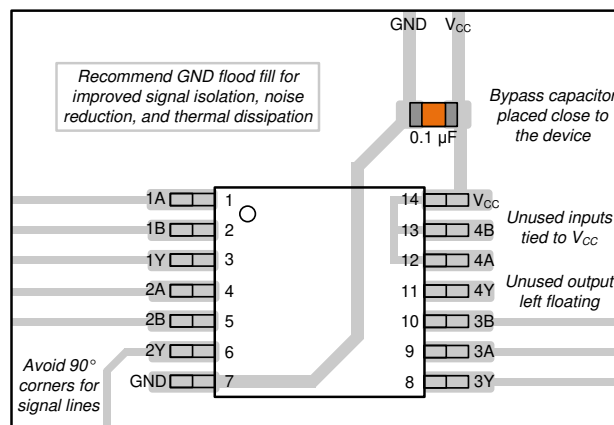 GND VCC
Recommend GND flood fill for
improved signal isolation, noise
reduction, and thermal dissipation
Bypass capacitor
placed close to
the device
0.1 µF
1A 1 14 VCC
1B 2 13 4B
1Y 3 12 4A
2A 4 11 4Y
2B 5 10 3B
2Y 6 9 3A
GND 7 8 3Y
Unused inputs
tied to VCC
Unused output
left floating
Avoid 90°
corners for
signal lines